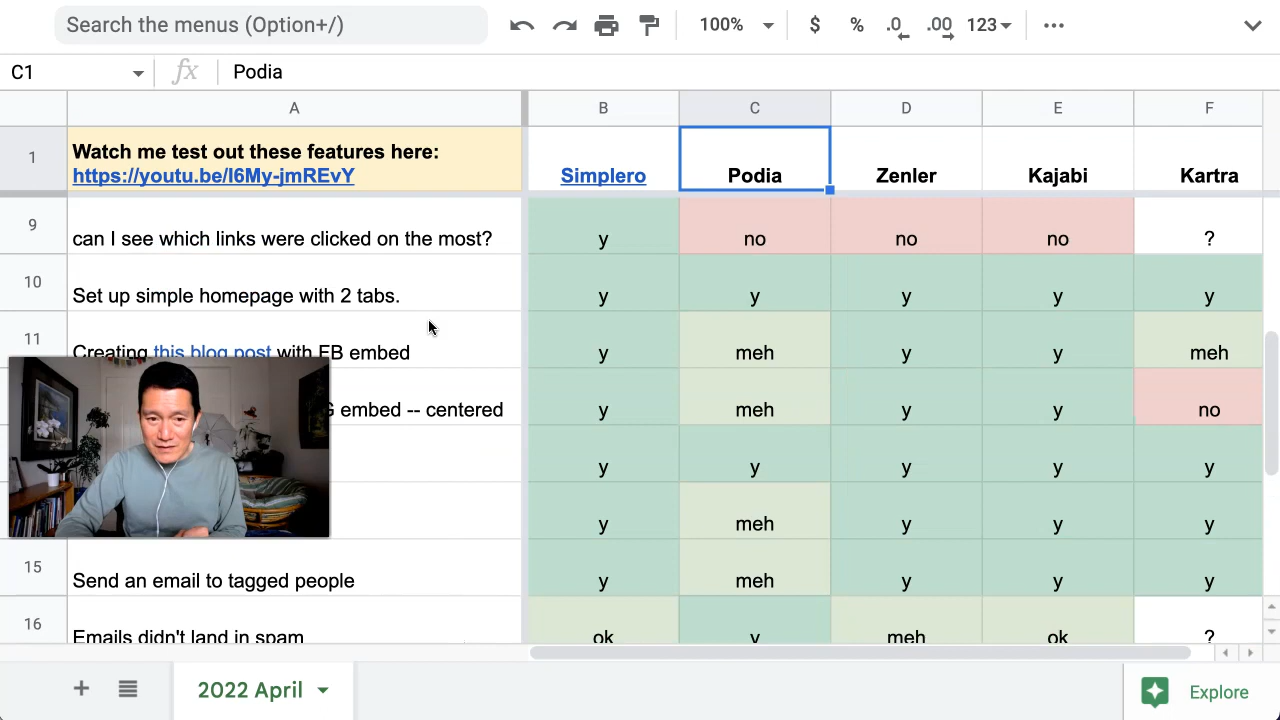 Search the menus (Option+/)
100%
$ % .0 .00 123
C1
fx
Podia
A B C D E F
1 Watch me test out these features here:
https://youtu.be/l6My-jmREvY Simplero Podia Zenler Kajabi Kartra
9 can I see which links were clicked on the most? y no no no ?
10 Set up simple homepage with 2 tabs. y y y y y
11 Creating this blog post with FB embed y meh y y meh
embed -- centered y meh y y no
y y y y y
y meh y y y
15 Send an email to tagged people y meh y y y
16 Emails didn't land in spam ok y meh ok ?
2022 April
Explore